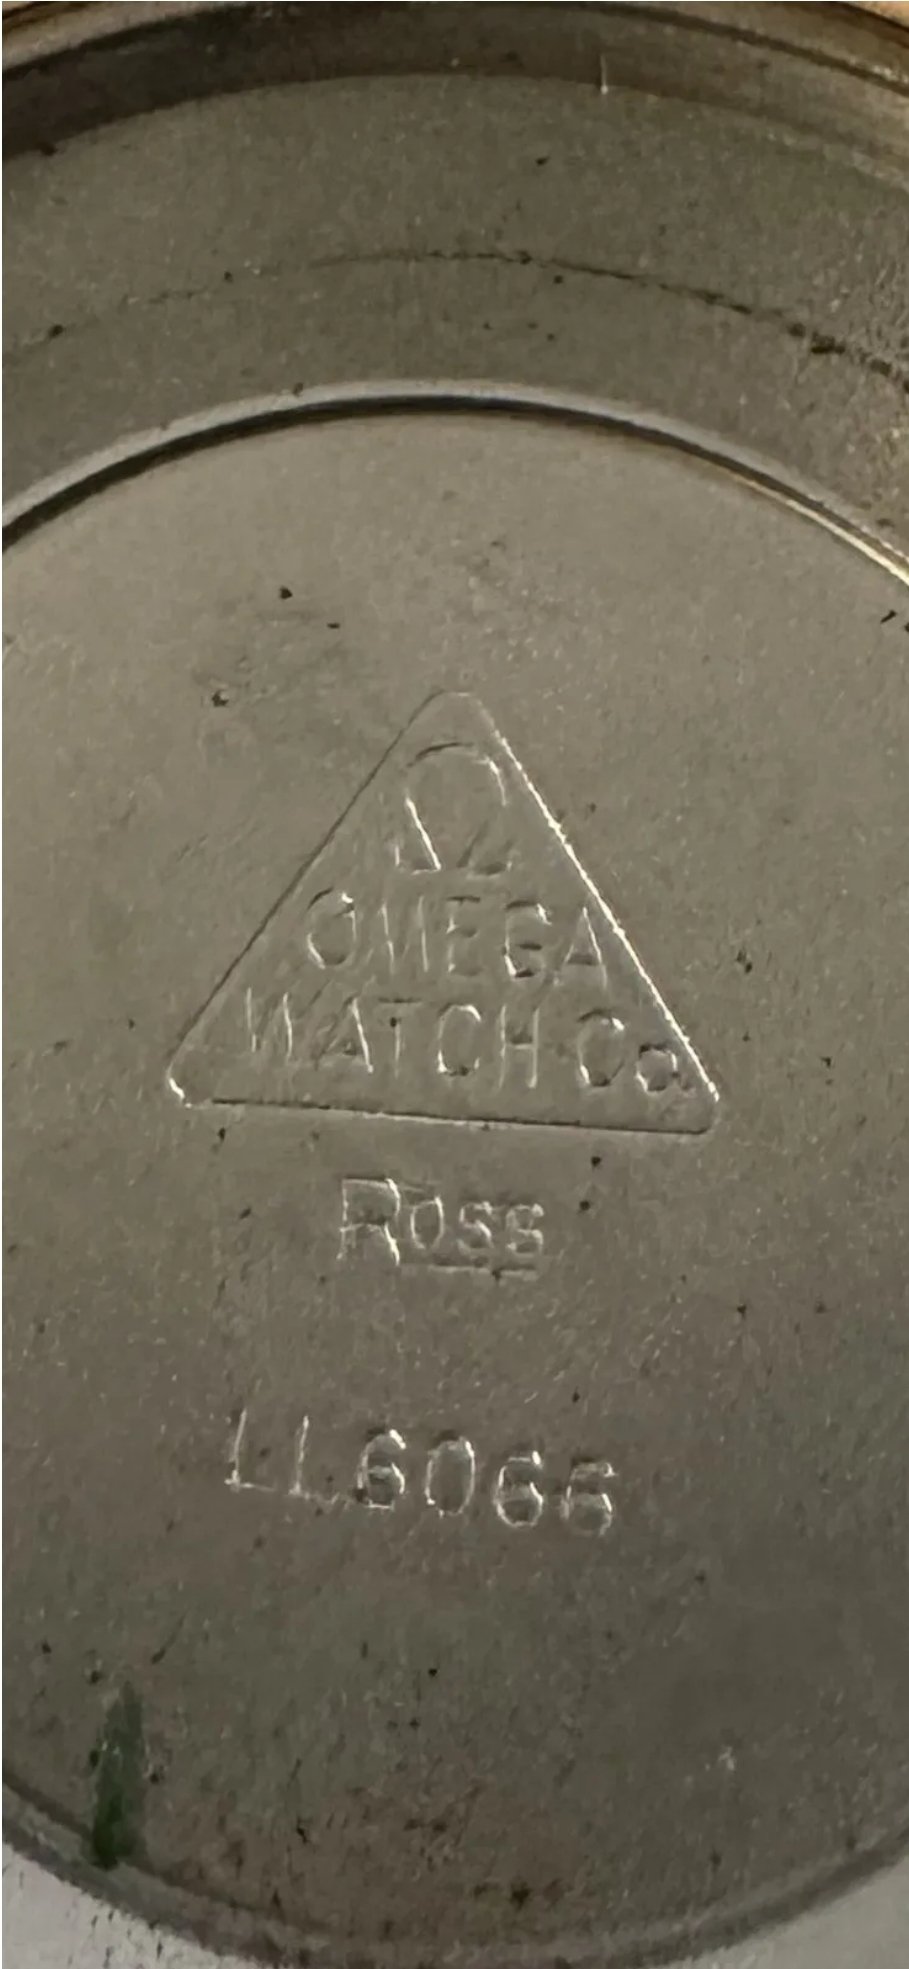 Ω
OMEGA
WATCH Co
Ross
LL6066